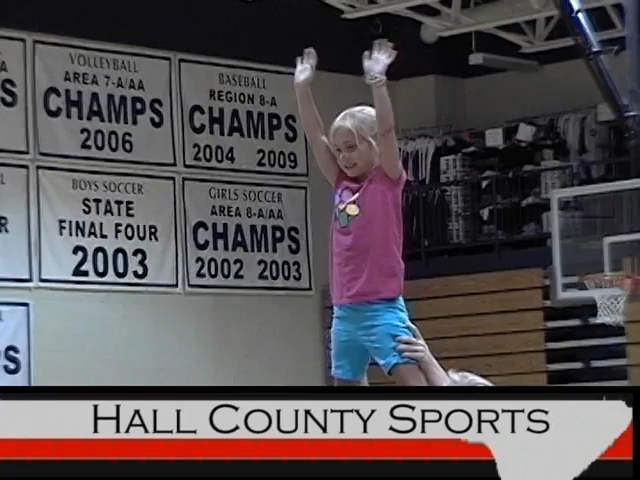 VOLLEYBALL
AREA 7-A/AA
CHAMPS
2006
BASEBALL
REGION 8-A
CHAMPS
2004 2009
BOYS SOCCER
STATE
FINAL FOUR
2003
GIRLS SOCCER
AREA 8-A/AA
CHAMPS
2002 2003
HALL COUNTY SPORTS